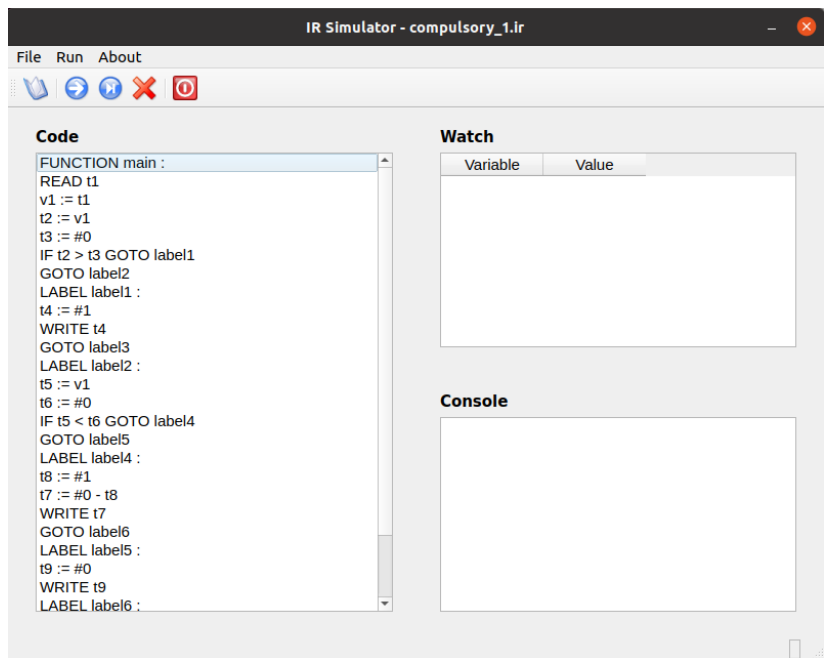 IR Simulator - compulsory_1.ir
File Run About
Code
FUNCTION main :
READ t1
v1 := t1
t2 := v1
t3 := #0
IF t2 > t3 GOTO label1
GOTO label2
LABEL label1 :
t4 := #1
WRITE t4
GOTO label3
LABEL label2 :
t5 := v1
t6 := #0
IF t5 < t6 GOTO label4
GOTO label5
LABEL label4 :
t8 := #1
t7 := #0 - t8
WRITE t7
GOTO label6
LABEL label5 :
t9 := #0
WRITE t9
LABEL label6 :
Watch
Variable Value
Console